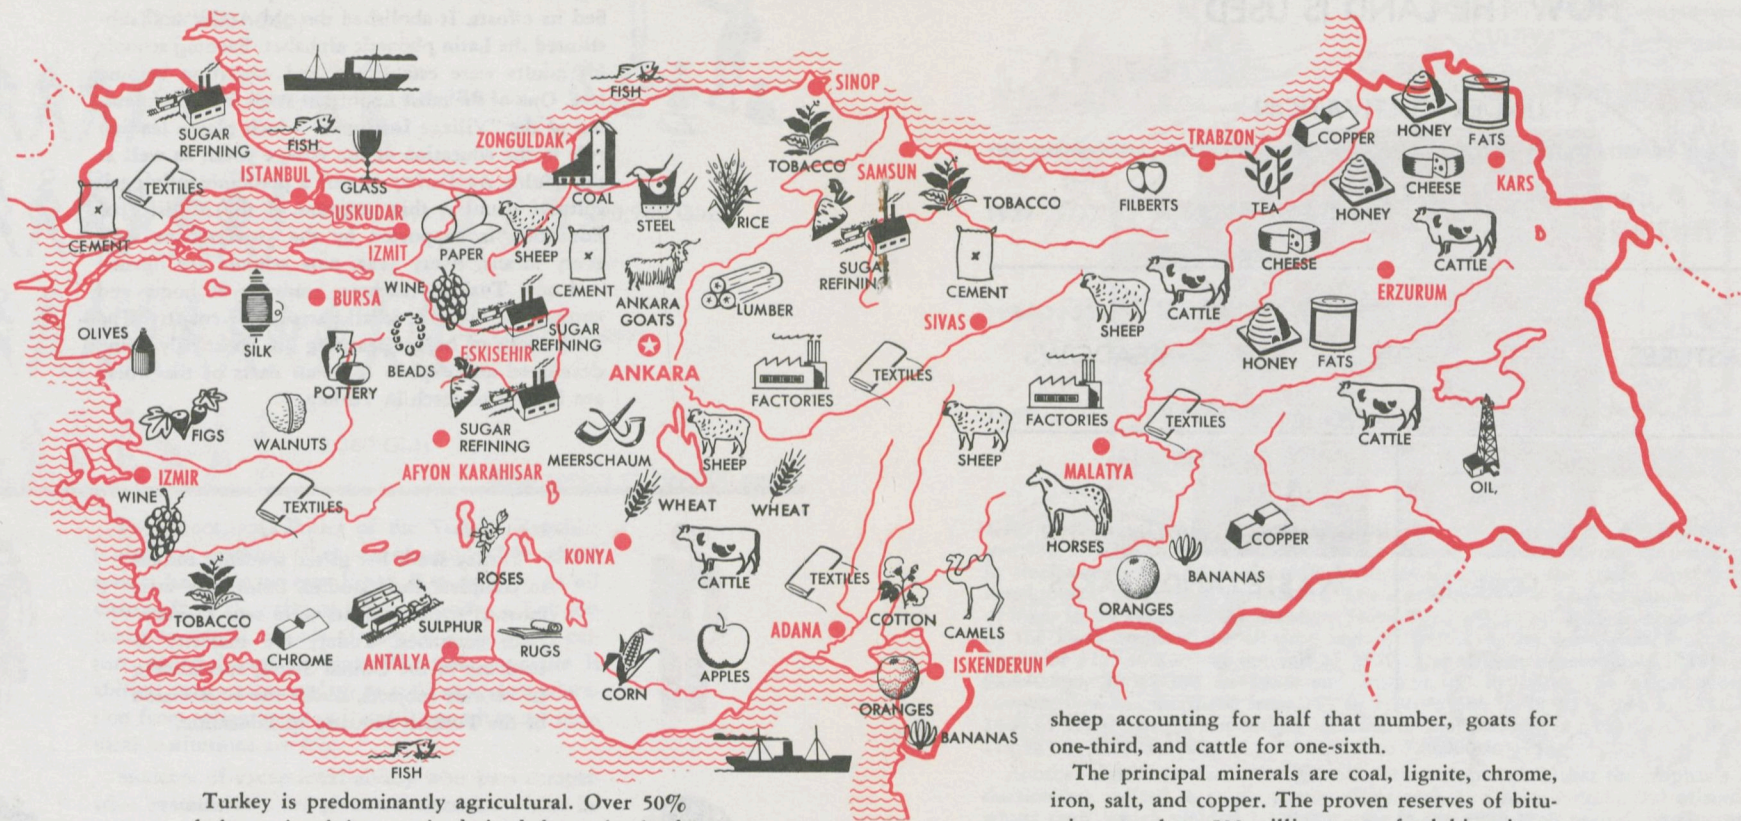 SINOP
FISH
SUGAR
REFINING
FISH
ZONGULDAK
TRABZON
COPPER
HONEY
FATS
ISTANBUL
GLASS
TEXTILES
COAL
TOBACCO
SAMSUN
CHEESE
KARS
USKUDAR
STEEL
RICE
TOBACCO
FILBERTS
TEA
HONEY
CEMENT
IZMIT
PAPER
SHEEP
WINE
CEMENT
ANKARA
GOATS
LUMBER
SUGAR
REFINING
CEMENT
CHEESE
CATTLE
ERZURUM
BURSA
OLIVES
SILK
BEADS
SUGAR
REFINING
ESKISEHIR
SIVAS
SHEEP
CATTLE
HONEY
FATS
ANKARA
POTTERY
FACTORIES
TEXTILES
FIGS
WALNUTS
SUGAR
REFINING
MEERSCHAUM
SHEEP
SHEEP
FACTORIES
TEXTILES
CATTLE
IZMIR
AFYON KARAHISAR
MALATYA
WINE
TEXTILES
WHEAT
WHEAT
OIL,
KONYA
ROSES
CATTLE
TEXTILES
HORSES
COPPER
BANANAS
ORANGES
TOBACCO
CHROME
SULPHUR
ANTALYA
RUGS
CORN
APPLES
ADANA
COTTON
CAMELS
ISKENDERUN
ORANGES
BANANAS
FISH
Turkey is predominantly agricultural. Over 50%
sheep accounting for half that number, goats for
one-third, and cattle for one-sixth.
The principal minerals are coal, lignite, chrome,
iron, salt, and copper. The proven reserves of bitu-